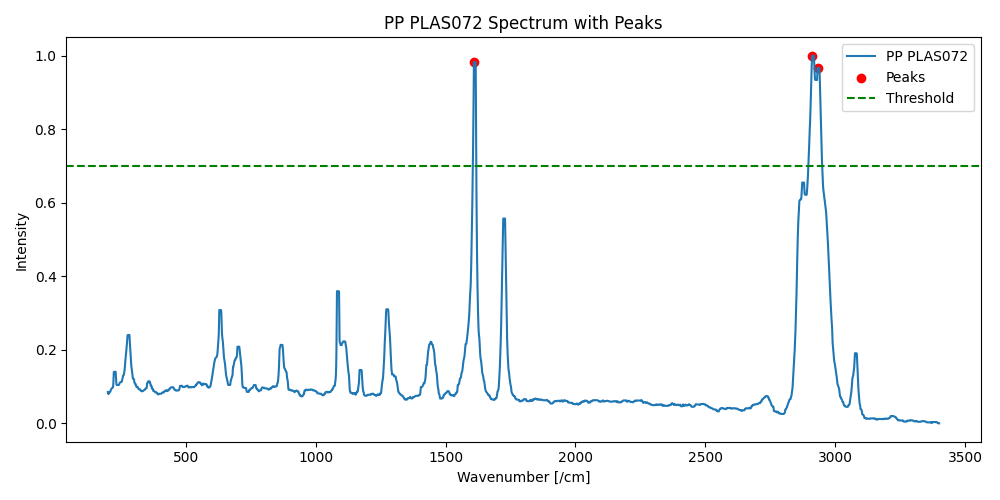 PP PLAS072 Spectrum with Peaks
Intensity
1.0
0.8
0.6
0.4
0.2
0.0
PP PLAS072
Peaks
Threshold
500
1000
1500
2000
2500
3000
3500
Wavenumber [/cm]